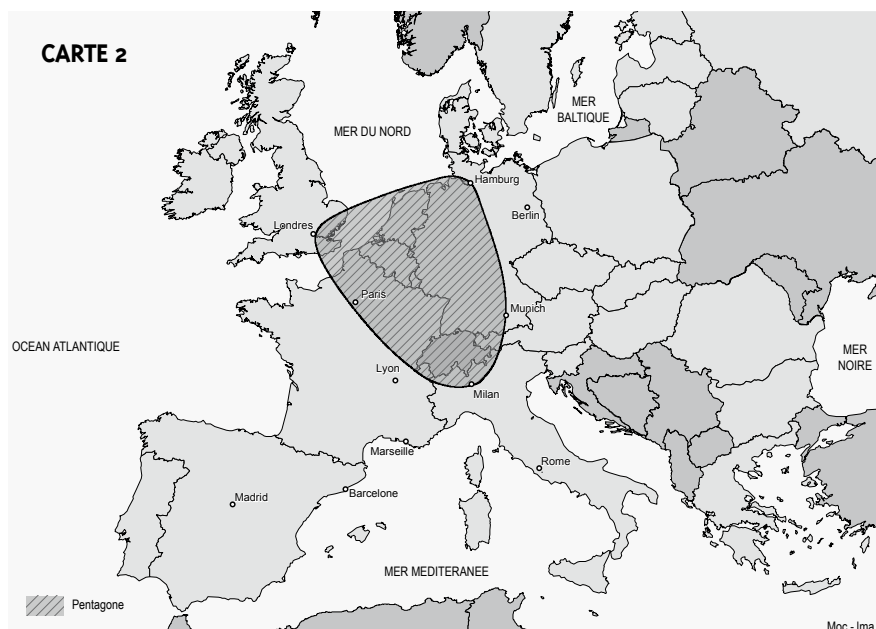 CARTE 2
MER
BALTIQUE
MER DU NORD
Hamburg
Berlin
Londres
Paris
Munich
OCEAN ATLANTIQUE
MER
NOIRE
Lyon
Milan
Marseille
Rome
Barcelone
Madrid
MER MEDITERANEE
Pentagone
Moc - Ima